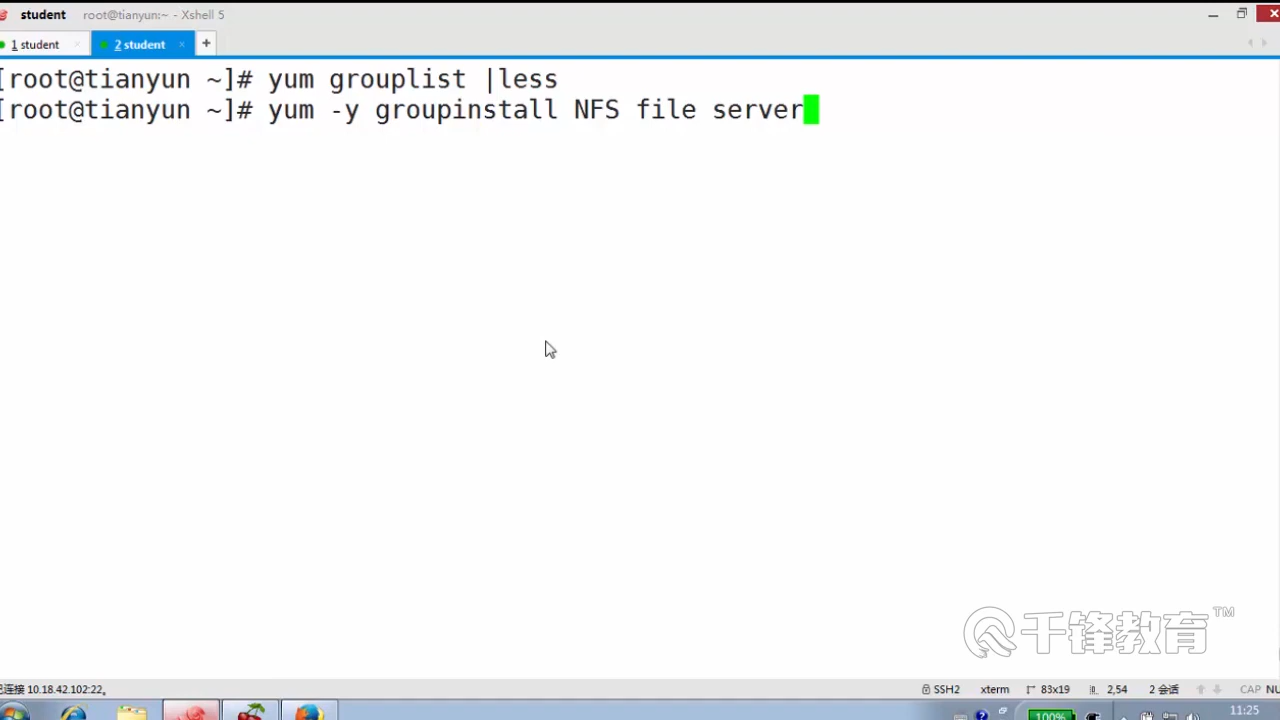 student root@tianyun:~ - Xshell 5
1 student × 2 student × +
[root@tianyun ~]# yum grouplist |less
[root@tianyun ~]# yum -y groupinstall NFS file server
千锋教育™
连接 10.18.42.102:22。 SSH2 xterm 83x19 2,54 2 会话 CAP NU
100% 11:25